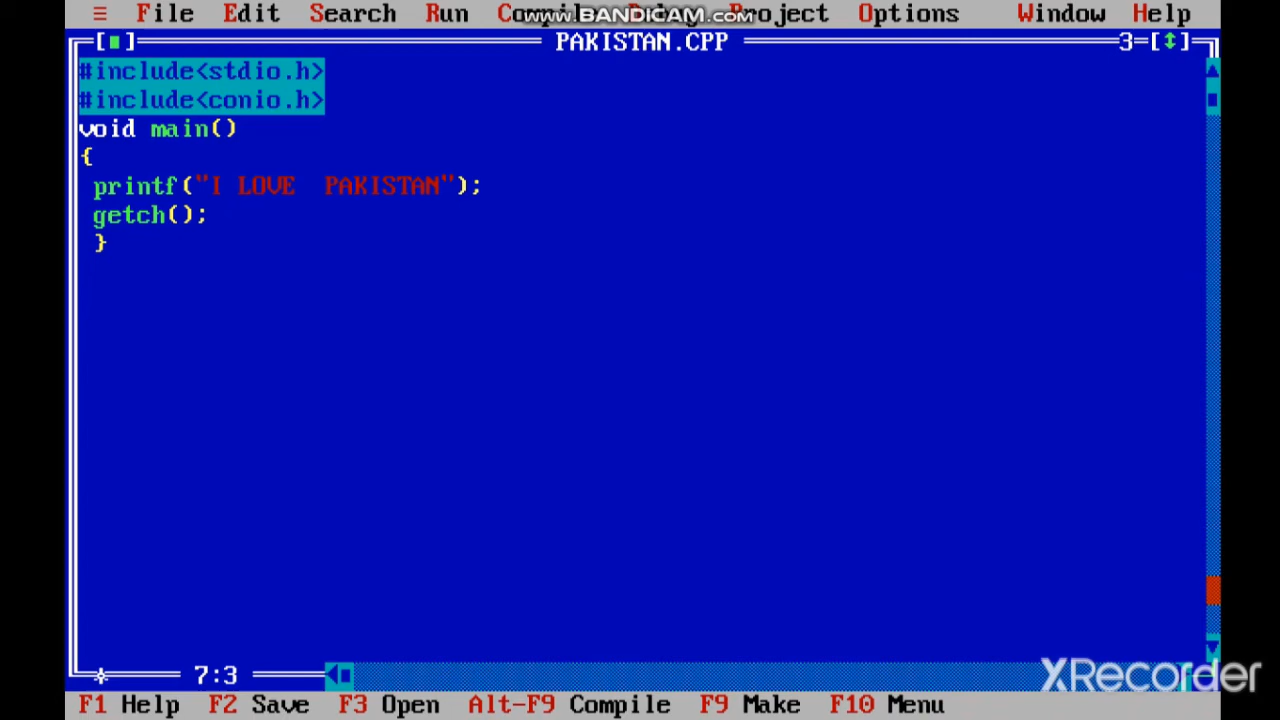 ≡ File Edit Search Run Compile Debug Project Options Window Help
www.BANDICAM.com
PAKISTAN.CPP 3
#include<stdio.h>
#include<conio.h>
void main()
{
printf("I LOVE  PAKISTAN");
getch();
}
7:3
XRecorder
F1 Help F2 Save F3 Open Alt-F9 Compile F9 Make F10 Menu